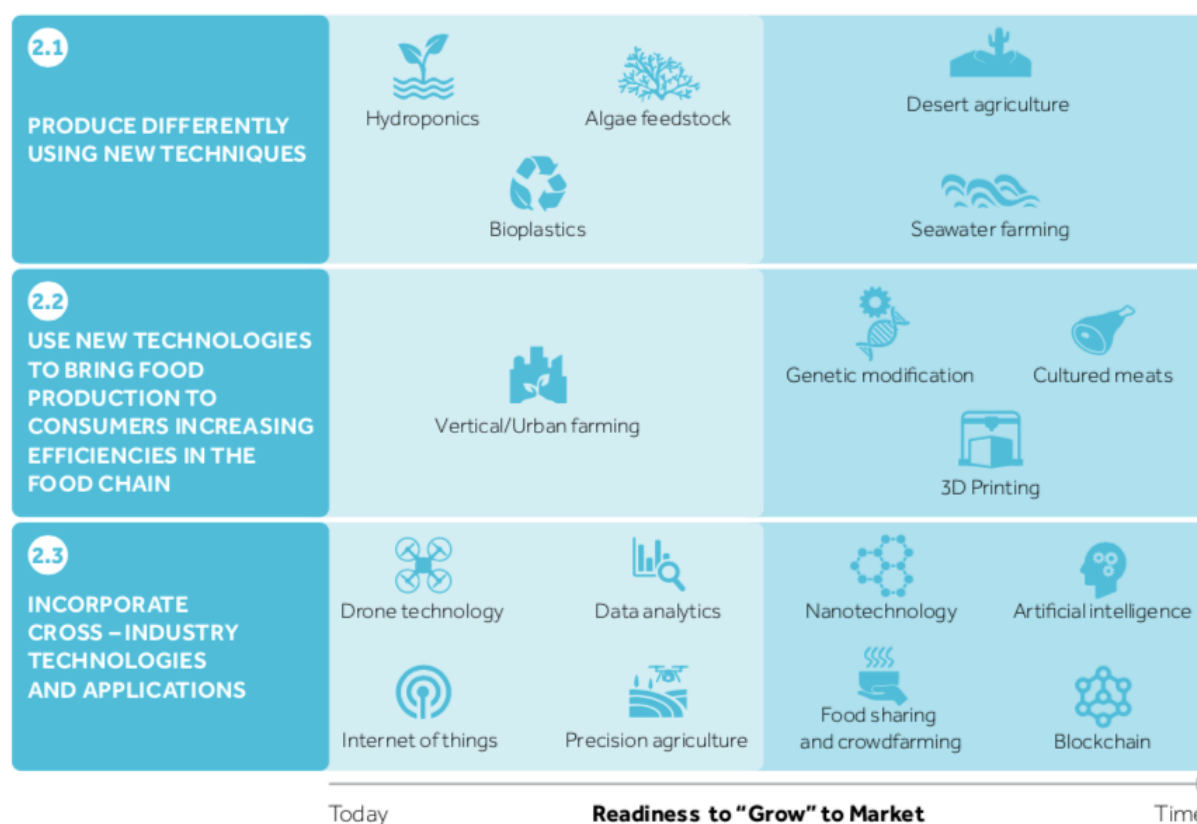 2.1
PRODUCE DIFFERENTLY
USING NEW TECHNIQUES
Hydroponics
Algae feedstock
Bioplastics
Desert agriculture
Seawater farming
2.2
USE NEW TECHNOLOGIES
TO BRING FOOD
PRODUCTION TO
CONSUMERS INCREASING
EFFICIENCIES IN THE
FOOD CHAIN
Vertical/Urban farming
Genetic modification
Cultured meats
3D Printing
2.3
INCORPORATE
CROSS – INDUSTRY
TECHNOLOGIES
AND APPLICATIONS
Drone technology
Data analytics
Internet of things
Precision agriculture
Nanotechnology
Artificial intelligence
Food sharing
and crowdfarming
Blockchain
Today
Readiness to "Grow" to Market
Time